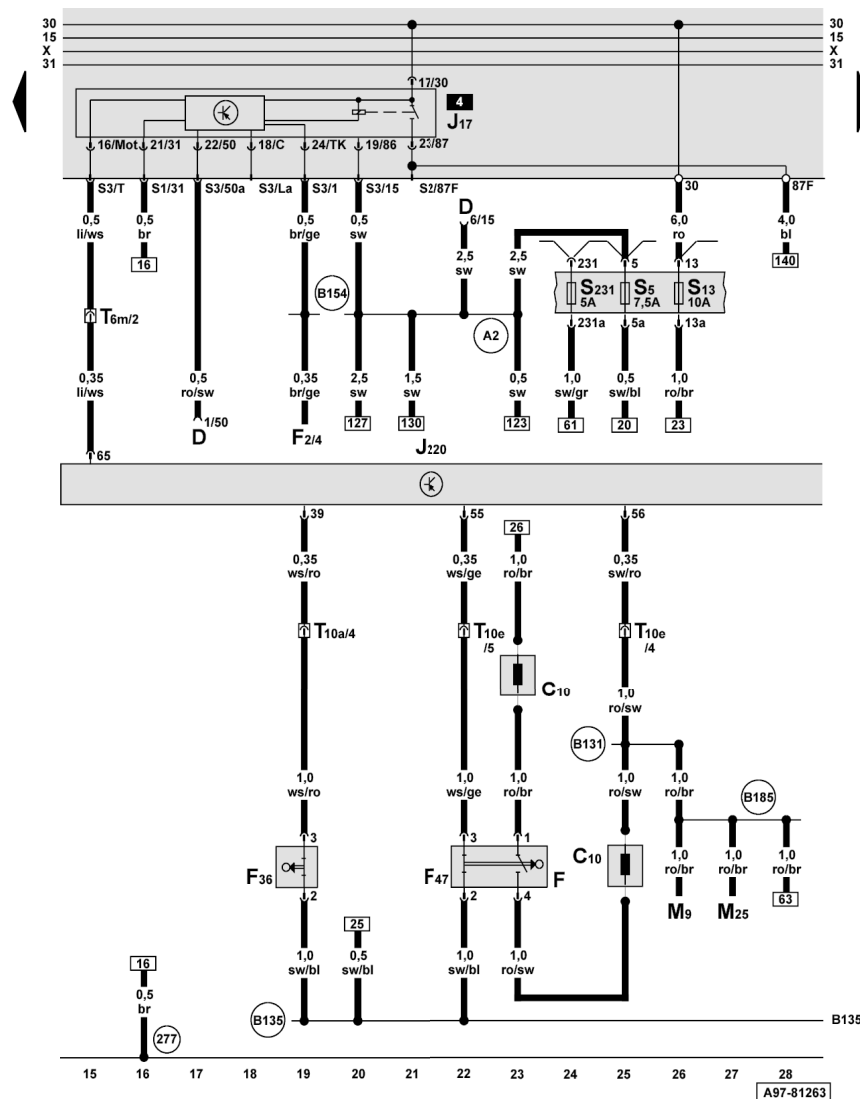 30 30
15 15
X X
31 31
17/30
4
J17
16/Mot 21/31 22/50 18/C 24/TK 19/86 23/87
S3/T S1/31 S3/50a S3/La S3/1 S3/15 S2/87F 30 87F
0,5 li/ws
0,5 br
0,5 br/ge
0,5 sw
D 6/15
6,0 ro
4,0 bl
16
140
2,5 sw
2,5 sw
231 5 13
B154
S231 5A
S5 7,5A
S13 10A
T6m/2
A2
231a 5a 13a
0,35 li/ws
0,5 ro/sw
0,35 br/ge
2,5 sw
1,5 sw
0,5 sw
1,0 sw/gr
0,5 sw/bl
1,0 ro/br
1/50
D
F2/4
127 130 123 61 20 23
J220
65
39 55 56
26
0,35 ws/ro
0,35 ws/ge
1,0 ro/br
0,35 sw/ro
T10a/4
T10e/5
T10e/4
C10
1,0 ro/sw
B131
1,0 ws/ro
1,0 ws/ge
1,0 ro/br
1,0 ro/sw
1,0 ro/br
B185
3 3 1
F36
F47
F
C10
1,0 ro/br
1,0 ro/br
1,0 ro/br
2 2 4
M9
M25
63
25
1,0 sw/bl
0,5 sw/bl
1,0 sw/bl
1,0 ro/sw
16
0,5 br
B135 B135
277
15 16 17 18 19 20 21 22 23 24 25 26 27 28
A97-81263